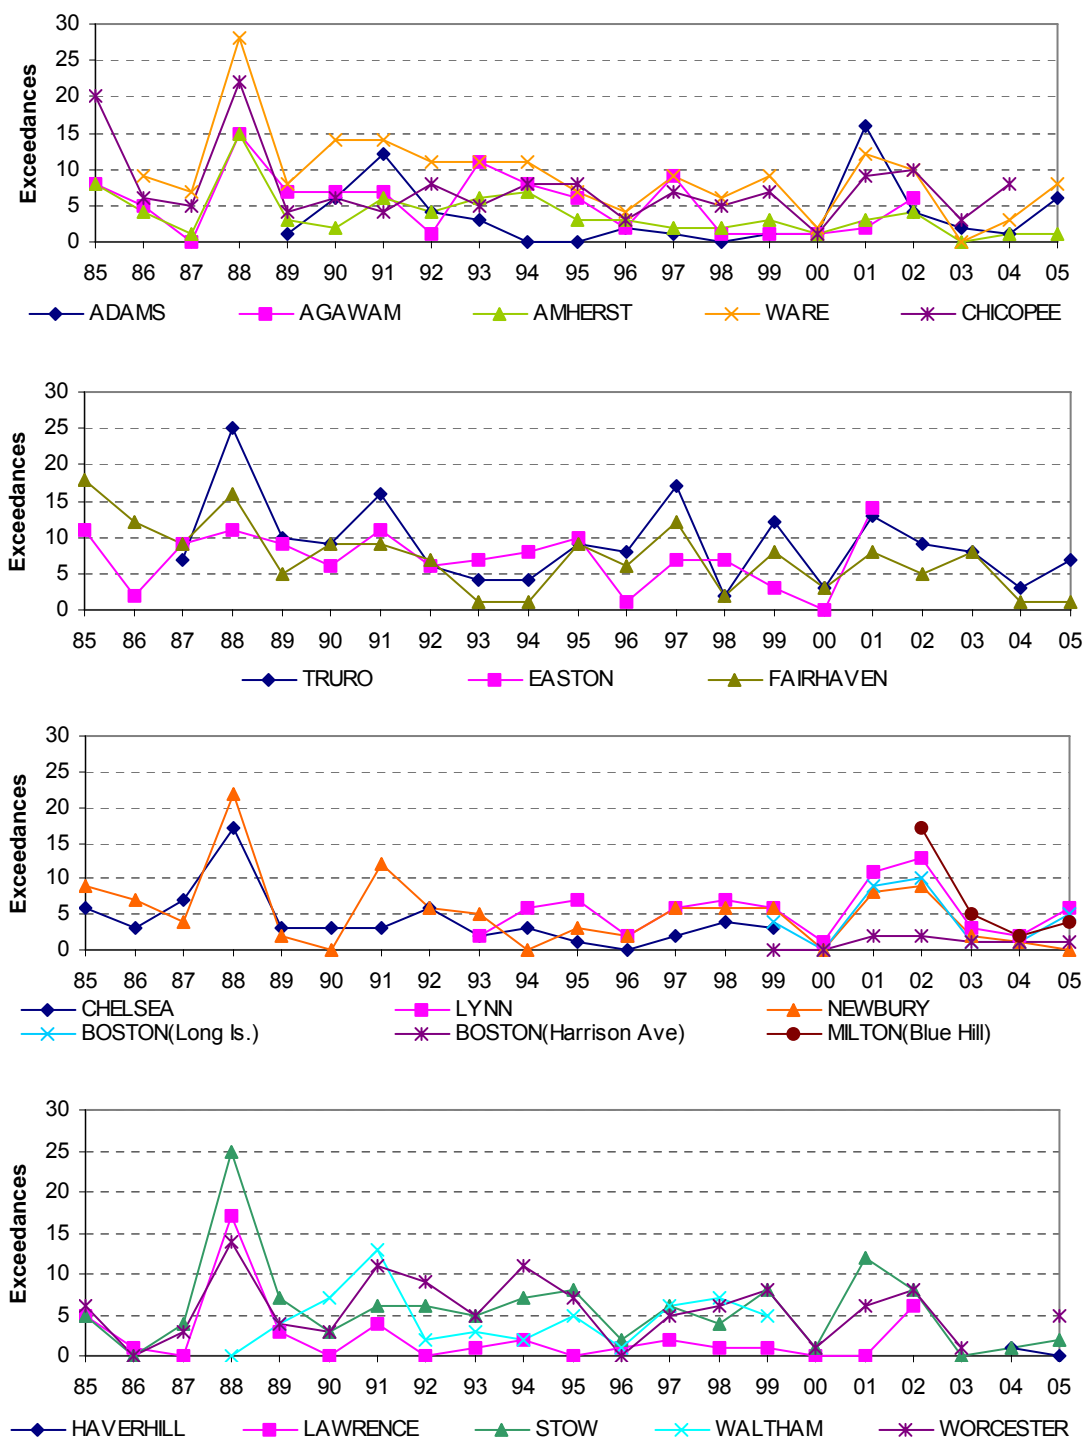 30
25
20
15
10
5
0
Exceedances
85 86 87 88 89 90 91 92 93 94 95 96 97 98 99 00 01 02 03 04 05
ADAMS AGAWAM AMHERST WARE CHICOPEE
30
25
20
15
10
5
0
Exceedances
85 86 87 88 89 90 91 92 93 94 95 96 97 98 99 00 01 02 03 04 05
TRURO EASTON FAIRHAVEN
30
25
20
15
10
5
0
Exceedances
85 86 87 88 89 90 91 92 93 94 95 96 97 98 99 00 01 02 03 04 05
CHELSEA LYNN NEWBURY
BOSTON(Long Is.) BOSTON(Harrison Ave) MILTON(Blue Hill)
30
25
20
15
10
5
0
Exceedances
85 86 87 88 89 90 91 92 93 94 95 96 97 98 99 00 01 02 03 04 05
HAVERHILL LAWRENCE STOW WALTHAM WORCESTER